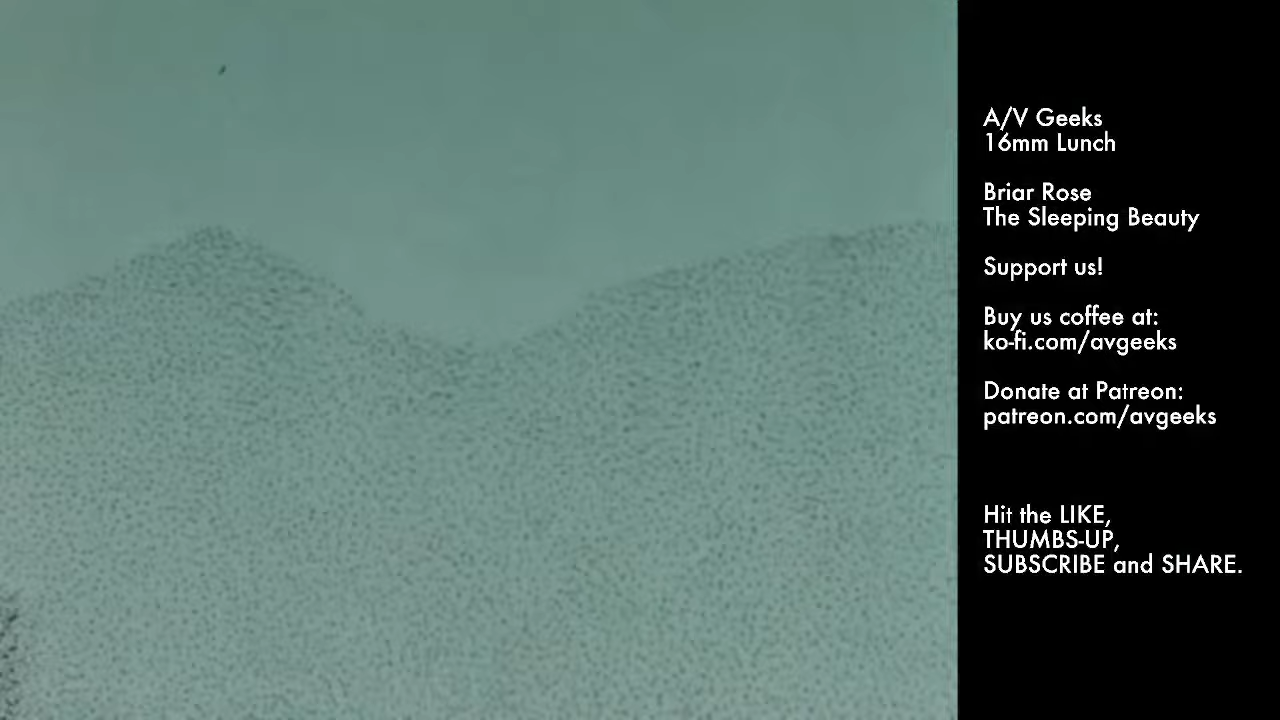 A/V Geeks
16mm Lunch
Briar Rose
The Sleeping Beauty
Support us!
Buy us coffee at:
ko-fi.com/avgeeks
Donate at Patreon:
patreon.com/avgeeks
Hit the LIKE,
THUMBS-UP,
SUBSCRIBE and SHARE.